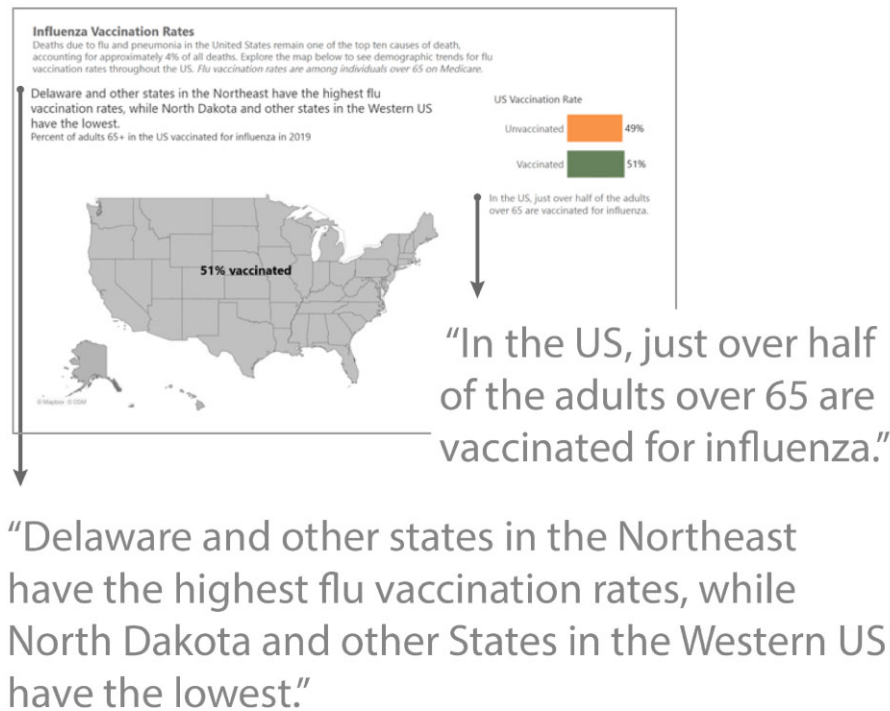 Influenza Vaccination Rates
Deaths due to flu and pneumonia in the United States remain one of the top ten causes of death,
accounting for approximately 4% of all deaths. Explore the map below to see demographic trends for flu
vaccination rates throughout the US. Flu vaccination rates are among individuals over 65 on Medicare.
Delaware and other states in the Northeast have the highest flu
vaccination rates, while North Dakota and other states in the Western US
have the lowest.
Percent of adults 65+ in the US vaccinated for influenza in 2019
US Vaccination Rate
Unvaccinated 49%
Vaccinated 51%
In the US, just over half of the adults
over 65 are vaccinated for influenza.
51% vaccinated
© Mapbox © OSM
“In the US, just over half
of the adults over 65 are
vaccinated for influenza.”
“Delaware and other states in the Northeast
have the highest flu vaccination rates, while
North Dakota and other States in the Western US
have the lowest.”